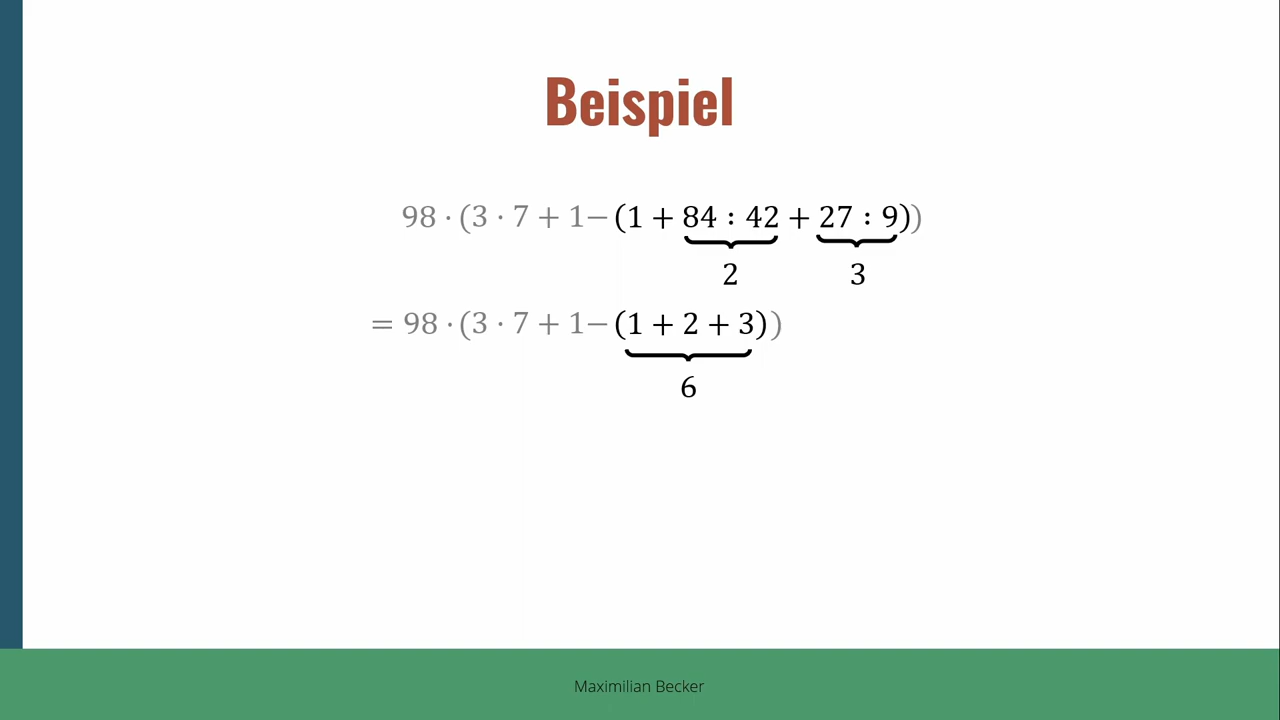 Beispiel
98 · (3 · 7 + 1− (1 + 84 : 42 + 27 : 9))
2 3
= 98 · (3 · 7 + 1− (1 + 2 + 3))
6
Maximilian Becker